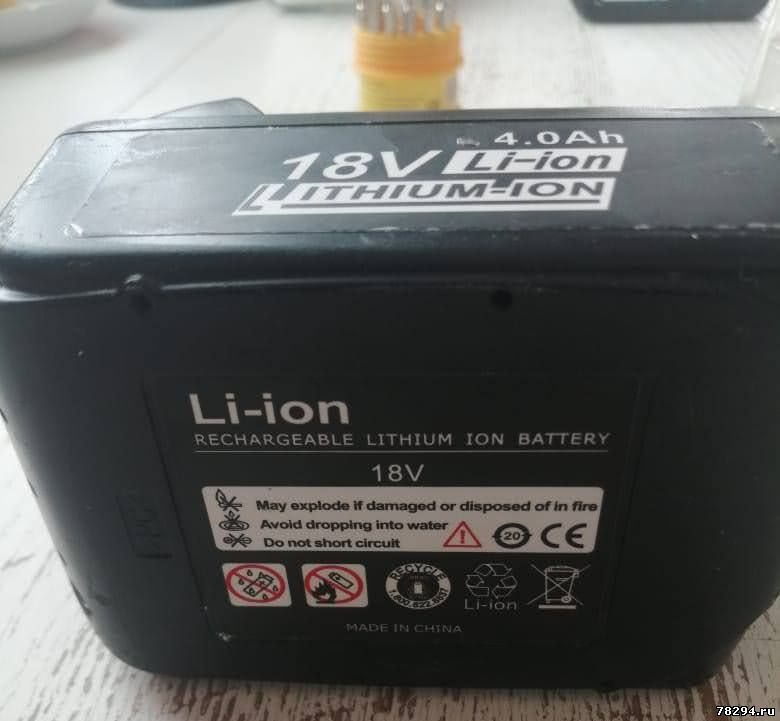 4.0Ah
18V Li-ion
LITHIUM-ION
Li-ion
RECHARGEABLE LITHIUM ION BATTERY
18V
May explode if damaged or disposed of in fire
Avoid dropping into water
Do not short circuit
20
CE
RECYCLE
Li-ion
MADE IN CHINA
78294.ru